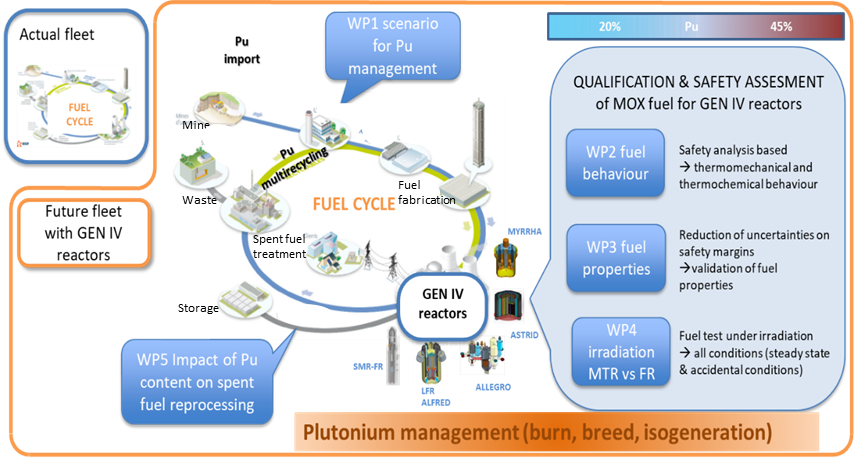 Actual fleet
FUEL
CYCLE
Future fleet
with GEN IV
reactors
Pu
import
WP1 scenario
for Pu
management
Mine
Pu
multirecycling
Waste
FUEL CYCLE
Fuel
fabrication
Spent fuel
treatment
Storage
GEN IV
reactors
MYRRHA
ASTRID
ALLEGRO
LFR
ALFRED
SMR-FR
WP5 Impact of Pu
content on spent
fuel reprocessing
20% Pu 45%
QUALIFICATION & SAFETY ASSESMENT
of MOX fuel for GEN IV reactors
WP2 fuel
behaviour
Safety analysis based
→ thermomechanical and
thermochemical behaviour
WP3 fuel
properties
Reduction of uncertainties on
safety margins
→validation of fuel
properties
WP4
irradiation
MTR vs FR
Fuel test under irradiation
→ all conditions (steady state
& accidental conditions)
Plutonium management (burn, breed, isogeneration)